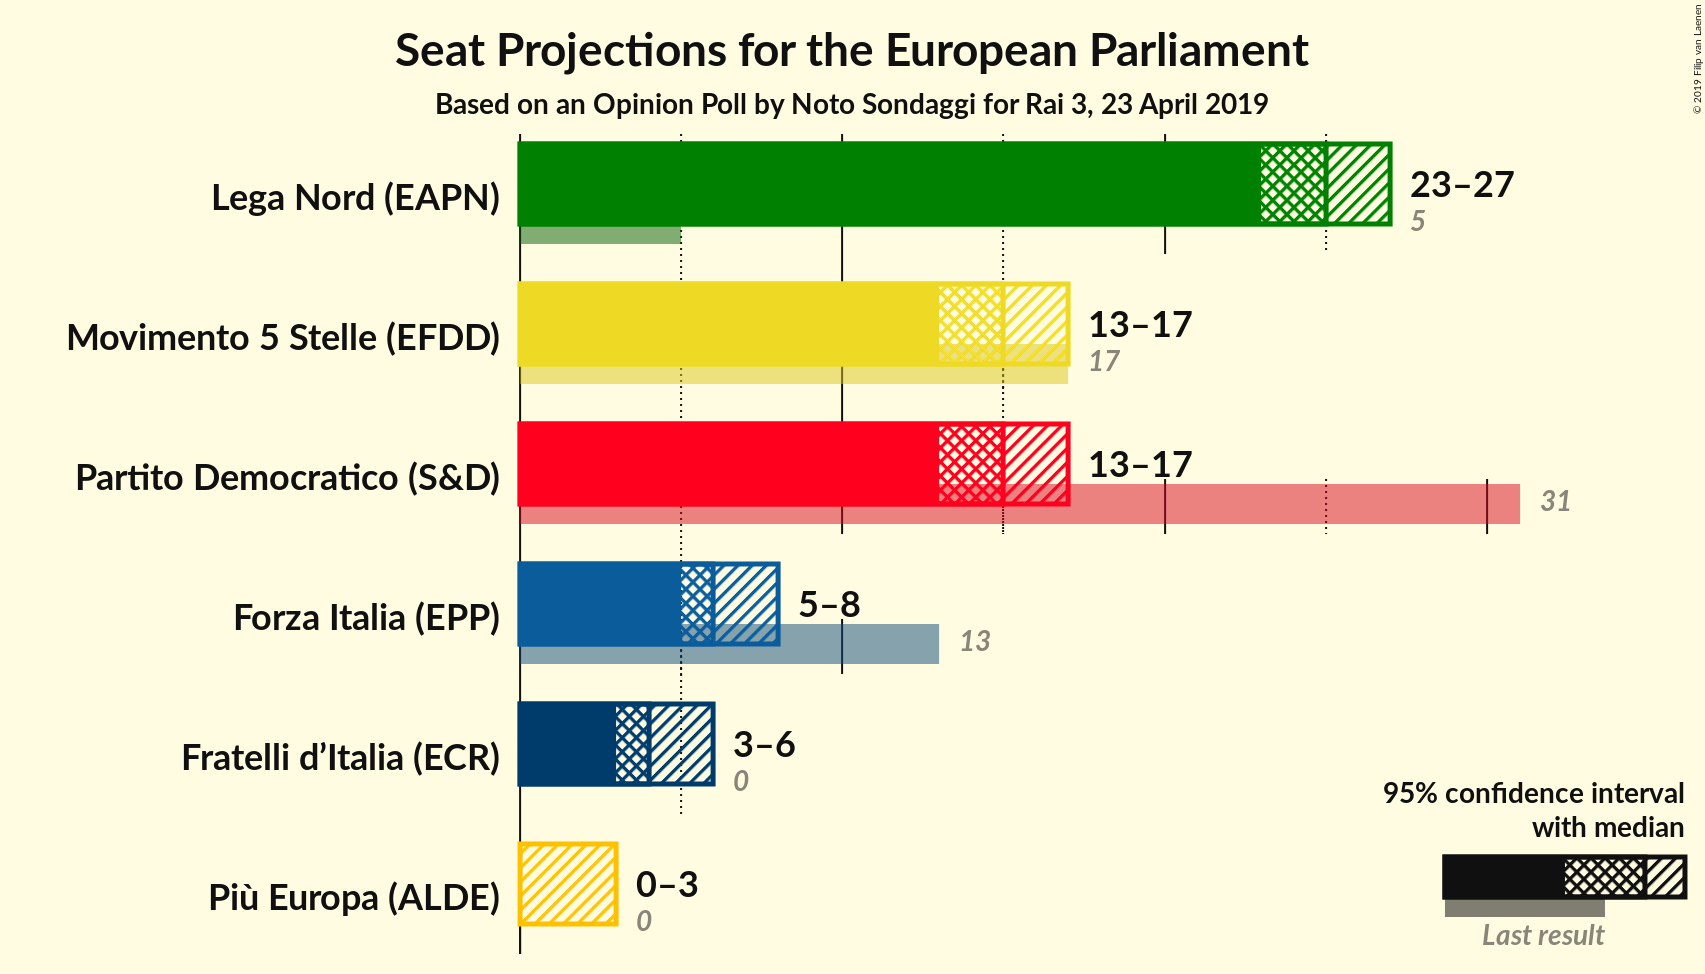 Seat Projections for the European Parliament
Based on an Opinion Poll by Noto Sondaggi for Rai 3, 23 April 2019
© 2019 Filip van Laenen
Lega Nord (EAPN)
23–27
5
Movimento 5 Stelle (EFDD)
13–17
17
Partito Democratico (S&D)
13–17
31
Forza Italia (EPP)
5–8
13
Fratelli d’Italia (ECR)
3–6
0
Più Europa (ALDE)
0–3
0
95% confidence interval
with median
Last result